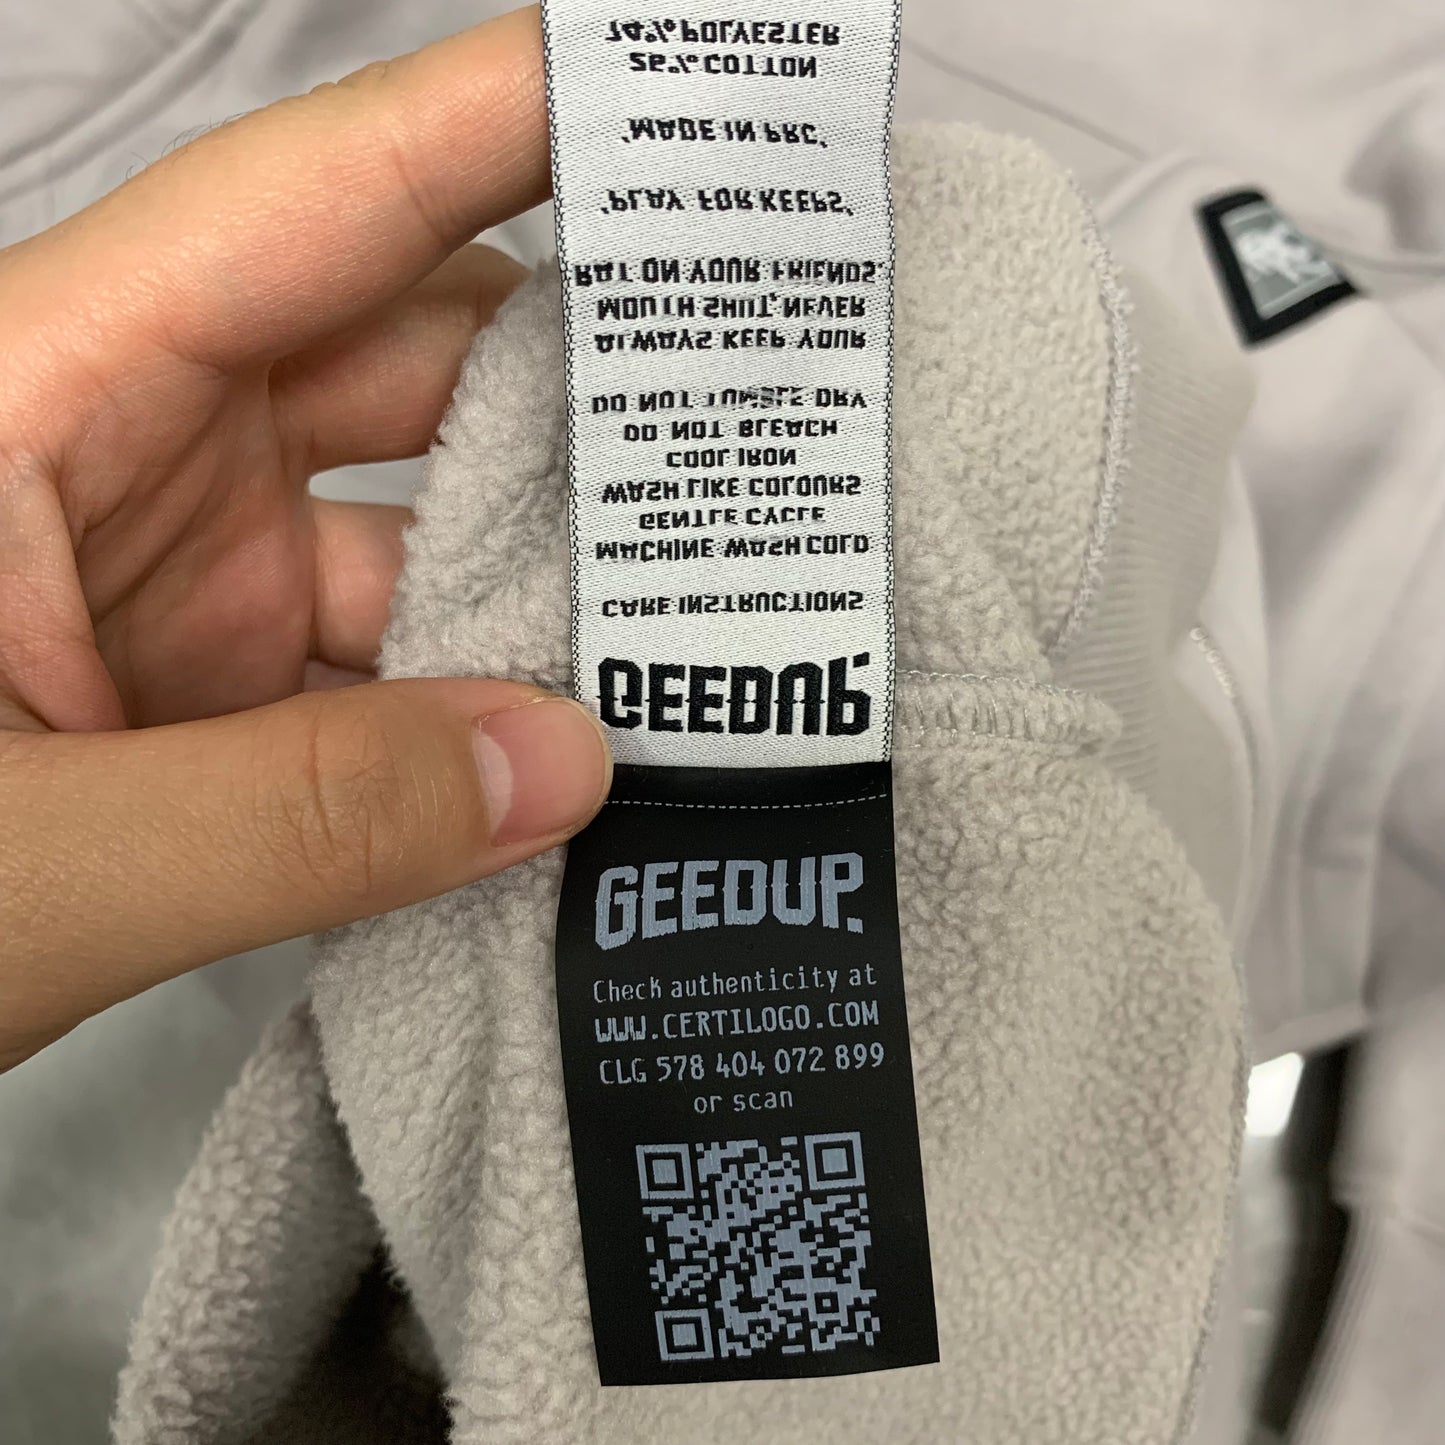 GEEDUP
CARE INSTRUCTIONS
MACHINE WASH COLD
GENTLE CYCLE
WASH LIKE COLOURS
COOL IRON
DO NOT BLEACH
DO NOT TUMBLE DRY
ALWAYS KEEP YOUR
MOUTH SHUT, NEVER
RAT ON YOUR FRIENDS.
'PLAY FOR KEEPS'
'MADE IN PRC'
26% COTTON
74% POLYESTER
GEEDUP.
Check authenticity at
WWW.CERTILOGO.COM
CLG 578 404 072 899
or scan